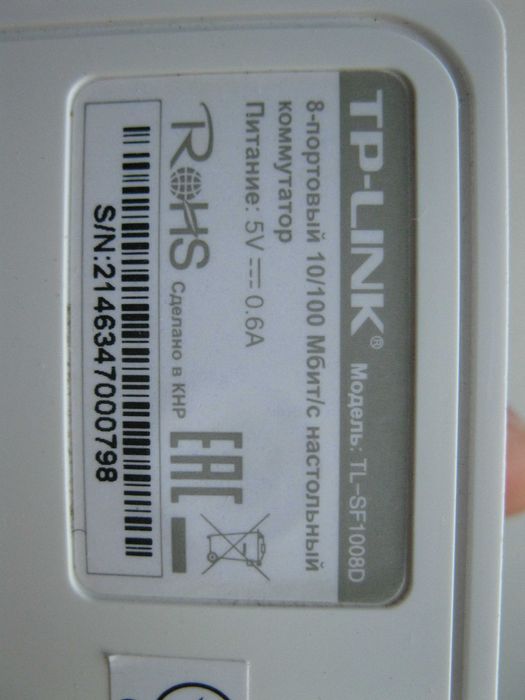 TP-LINK® Модель: TL-SF1008D
8-портовый 10/100 Мбит/с настольный
коммутатор
Питание: 5V ⎓ 0.6A
RoHS Сделано в КНР
EAC
S/N:2146347000798